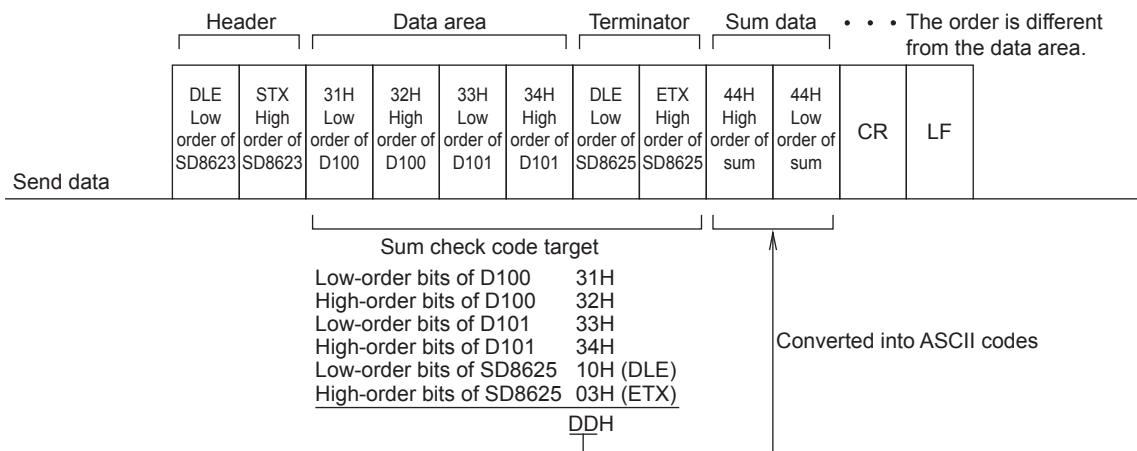 Header Data area Terminator Sum data • • • The order is different
from the data area.
DLE Low order of SD8623
STX High order of SD8623
31H Low order of D100
32H High order of D100
33H Low order of D101
34H High order of D101
DLE Low order of SD8625
ETX High order of SD8625
44H High order of sum
44H Low order of sum
CR
LF
Send data
Sum check code target
Low-order bits of D100 31H
High-order bits of D100 32H
Low-order bits of D101 33H
High-order bits of D101 34H
Low-order bits of SD8625 10H (DLE)
High-order bits of SD8625 03H (ETX)
DDH
Converted into ASCII codes